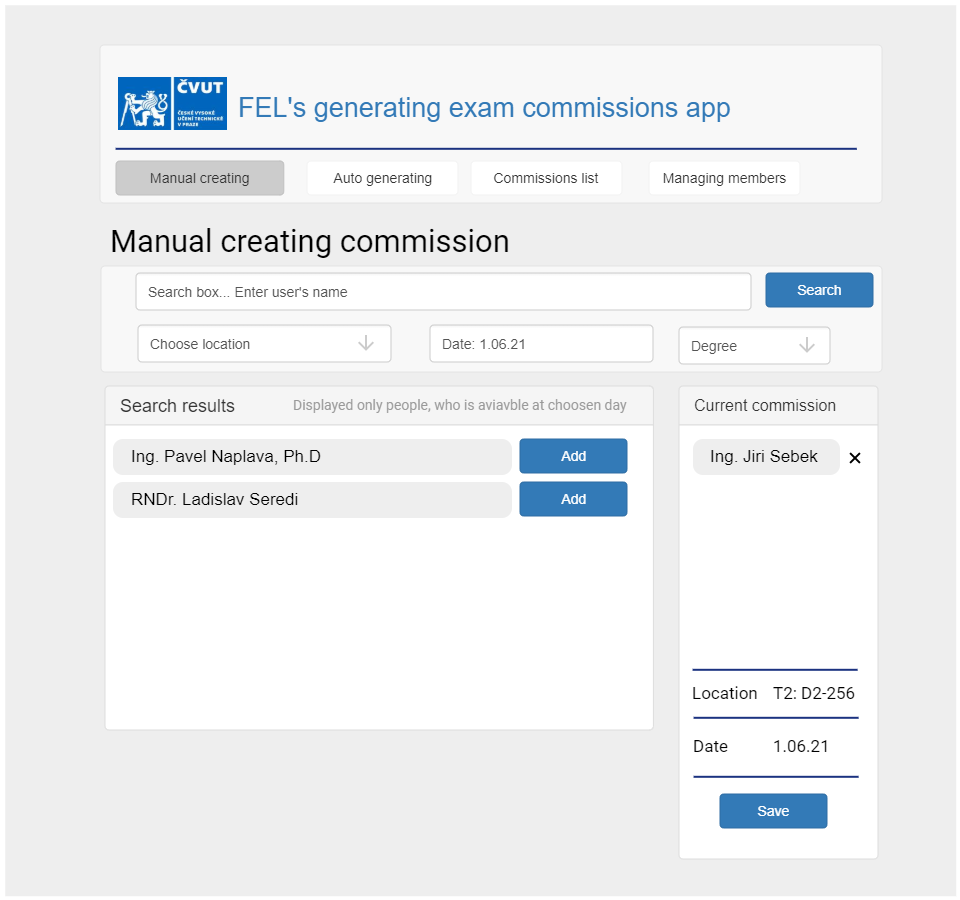 ČVUT
ČESKÉ VYSOKÉ
UČENÍ TECHNICKÉ
V PRAZE
FEL's generating exam commissions app
Manual creating
Auto generating
Commissions list
Managing members
Manual creating commission
Search box... Enter user's name
Search
Choose location
Date: 1.06.21
Degree
Search results
Displayed only people, who is aviavble at choosen day
Current commission
Ing. Pavel Naplava, Ph.D
Add
Ing. Jiri Sebek
RNDr. Ladislav Seredi
Add
Location T2: D2-256
Date 1.06.21
Save